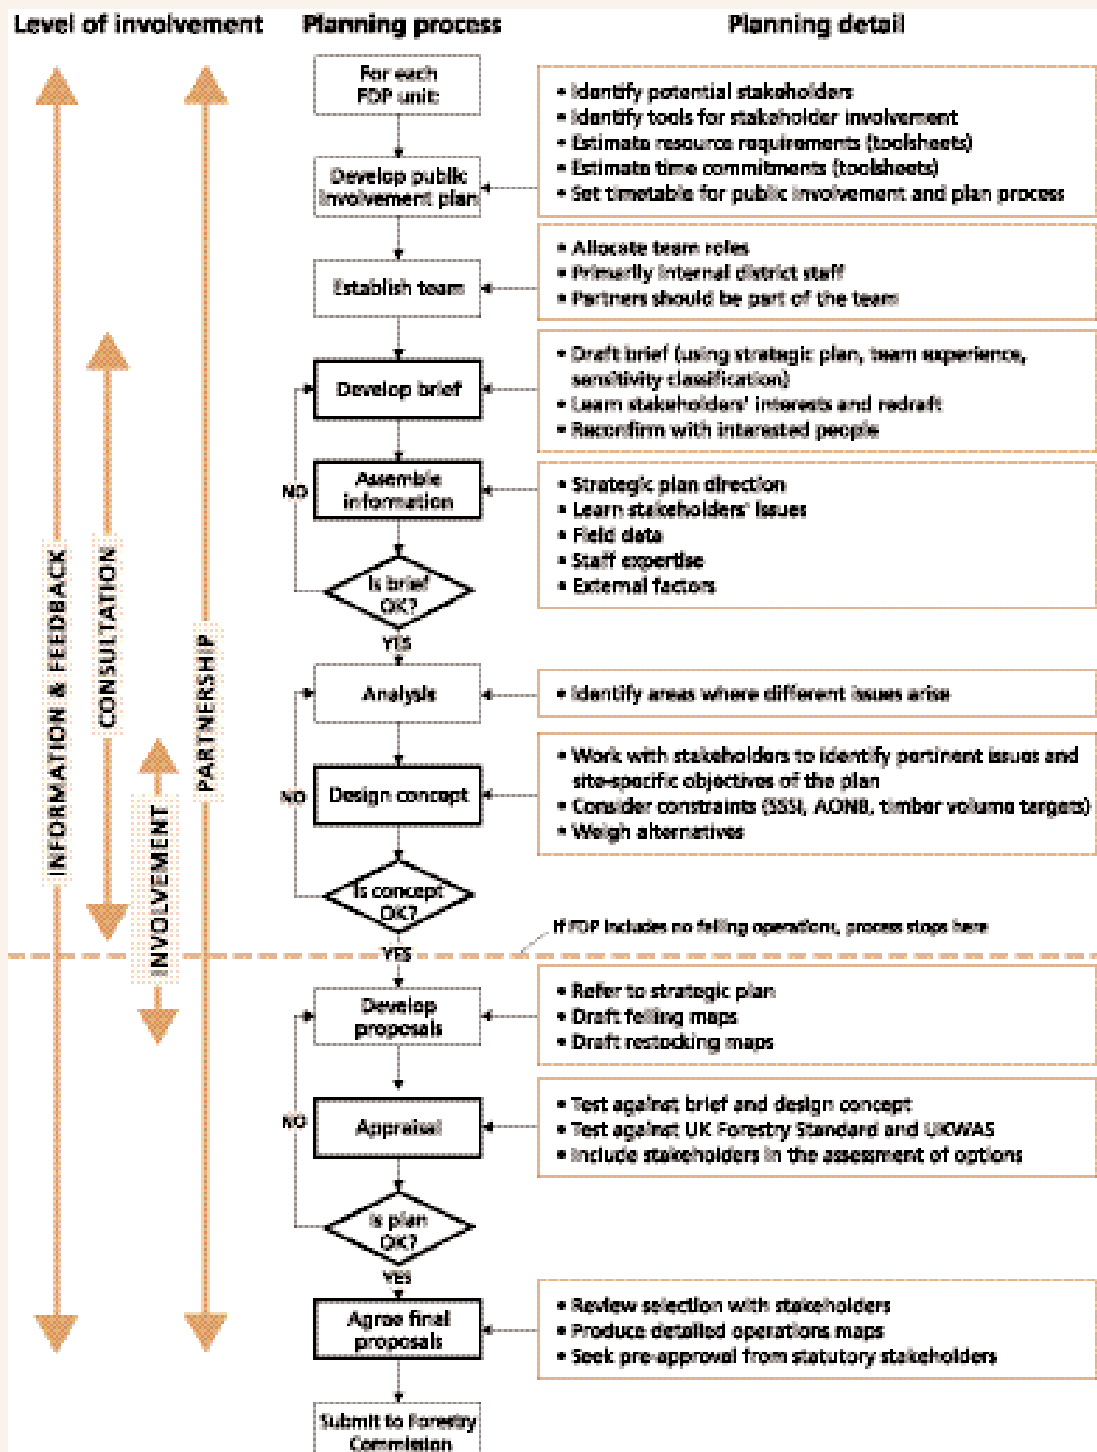 Level of involvement
Planning process
Planning detail
For each
FDP unit:
Develop public
involvement plan
Establish team
Develop brief
Assemble
information
NO
Is brief
OK?
YES
Analysis
Design concept
NO
Is concept
OK?
YES
Develop
proposals
Appraisal
NO
Is plan
OK?
YES
Agree final
proposals
Submit to Forestry
Commission
• Identify potential stakeholders
• Identify tools for stakeholder involvement
• Estimate resource requirements (toolsheets)
• Estimate time commitments (toolsheets)
• Set timetable for public involvement and plan process
• Allocate team roles
• Primarily internal district staff
• Partners should be part of the team
• Draft brief (using strategic plan, team experience,
sensitivity classification)
• Learn stakeholders' interests and redraft
• Reconfirm with interested people
• Strategic plan direction
• Learn stakeholders' issues
• Field data
• Staff expertise
• External factors
• Identify areas where different issues arise
• Work with stakeholders to identify pertinent issues and
site-specific objectives of the plan
• Consider constraints (SSSI, AONB, timber volume targets)
• Weigh alternatives
If FDP includes no felling operations, process stops here
• Refer to strategic plan
• Draft felling maps
• Draft restocking maps
• Test against brief and design concept
• Test against UK Forestry Standard and UKWAS
• Include stakeholders in the assessment of options
• Review selection with stakeholders
• Produce detailed operations maps
• Seek pre-approval from statutory stakeholders
INFORMATION & FEEDBACK
CONSULTATION
INVOLVEMENT
PARTNERSHIP